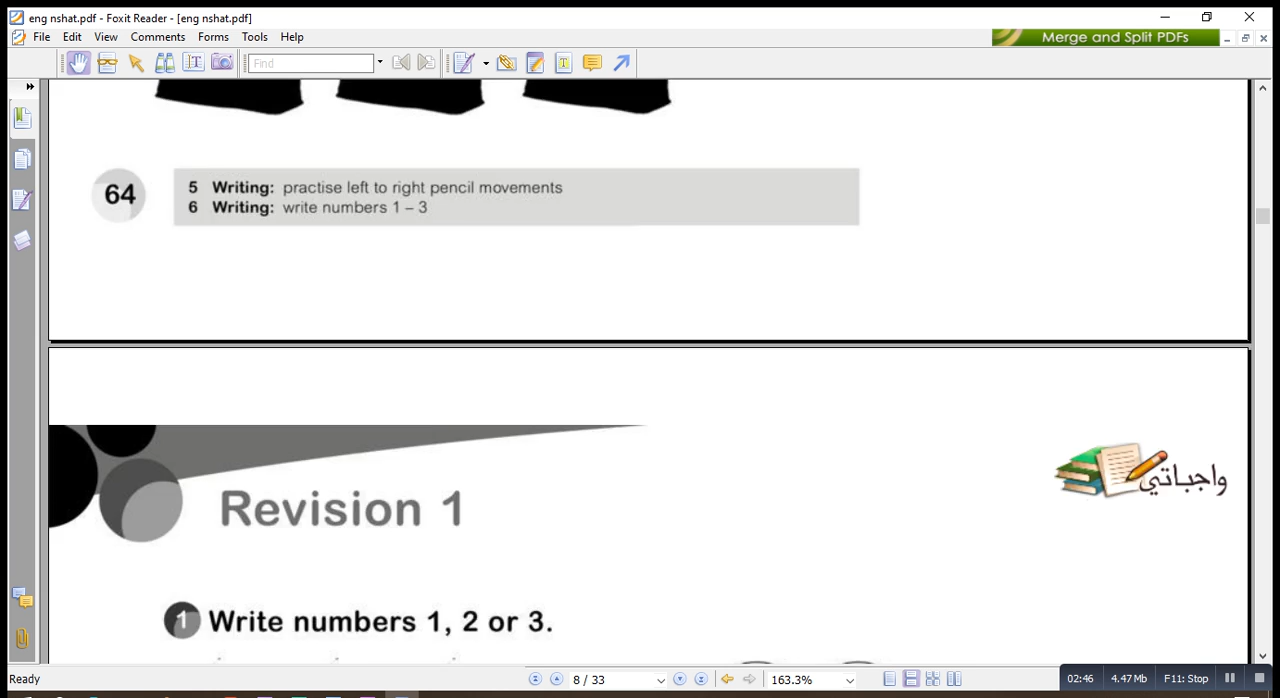 eng nshat.pdf - Foxit Reader - [eng nshat.pdf]
File Edit View Comments Forms Tools Help
Merge and Split PDFs
Find
64
5 Writing: practise left to right pencil movements
6 Writing: write numbers 1 – 3
واجباتي
Revision 1
1 Write numbers 1, 2 or 3.
Ready
8 / 33
163.3%
02:46 4.47 Mb F11: Stop